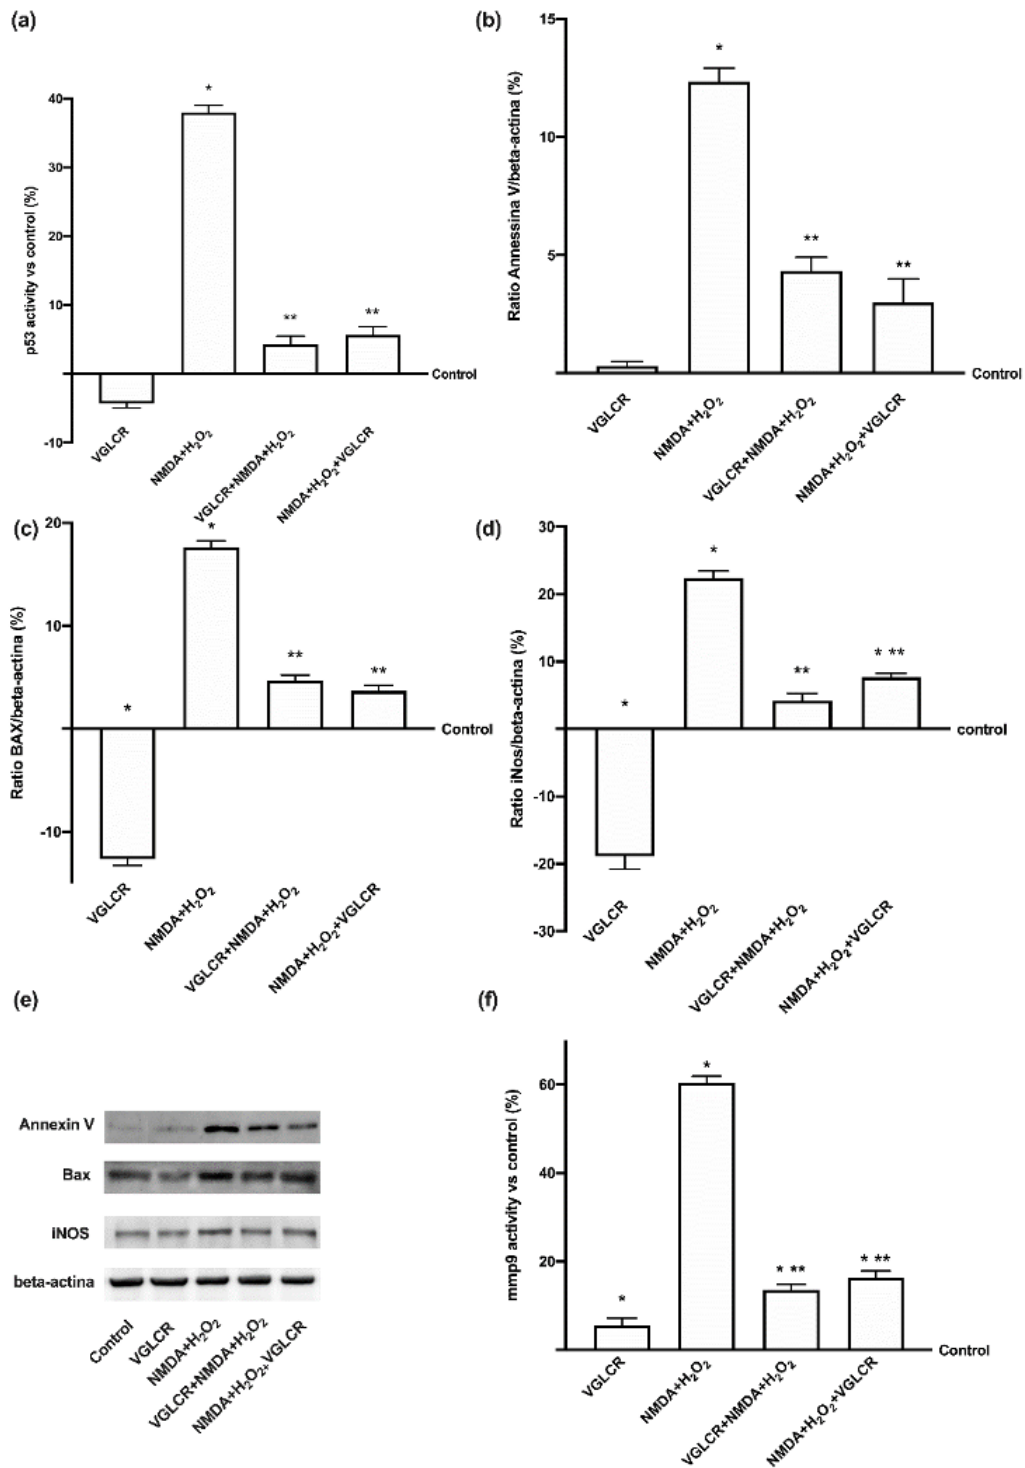 (a)
p53 activity vs control (%)
40
30
20
10
-10
*
**
**
Control
VGLCR
NMDA+H2O2
VGLCR+NMDA+H2O2
NMDA+H2O2+VGLCR
(b)
Ratio Annessina V/beta-actina (%)
15
10
5
*
**
**
Control
VGLCR
NMDA+H2O2
VGLCR+NMDA+H2O2
NMDA+H2O2+VGLCR
(c)
Ratio BAX/beta-actina (%)
20
10
-10
*
*
**
**
Control
VGLCR
NMDA+H2O2
VGLCR+NMDA+H2O2
NMDA+H2O2+VGLCR
(d)
Ratio iNos/beta-actina (%)
30
20
10
-10
-20
-30
*
*
**
* **
control
VGLCR
NMDA+H2O2
VGLCR+NMDA+H2O2
NMDA+H2O2+VGLCR
(e)
Annexin V
Bax
iNOS
beta-actina
Control
VGLCR
NMDA+H2O2
VGLCR+NMDA+H2O2
NMDA+H2O2+VGLCR
(f)
mmp9 activity vs control (%)
60
40
20
*
*
* **
* **
Control
VGLCR
NMDA+H2O2
VGLCR+NMDA+H2O2
NMDA+H2O2+VGLCR